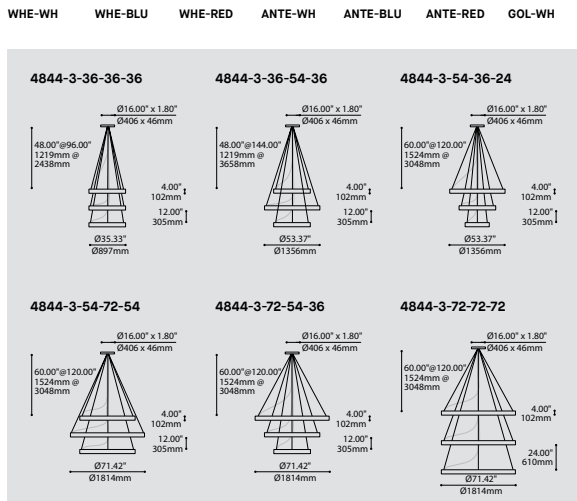 WHE-WH WHE-BLU WHE-RED ANTE-WH ANTE-BLU ANTE-RED GOL-WH
4844-3-36-36-36
Ø16.00" x 1.80"
Ø406 x 46mm
48.00"@96.00"
1219mm @
2438mm
4.00"
102mm
12.00"
305mm
Ø35.33"
Ø897mm
4844-3-36-54-36
Ø16.00" x 1.80"
Ø406 x 46mm
48.00"@144.00"
1219mm @
3658mm
4.00"
102mm
12.00"
305mm
Ø53.37"
Ø1356mm
4844-3-54-36-24
Ø16.00" x 1.80"
Ø406 x 46mm
60.00"@120.00"
1524mm @
3048mm
4.00"
102mm
12.00"
305mm
Ø53.37"
Ø1356mm
4844-3-54-72-54
Ø16.00" x 1.80"
Ø406 x 46mm
60.00"@120.00"
1524mm @
3048mm
4.00"
102mm
12.00"
305mm
Ø71.42"
Ø1814mm
4844-3-72-54-36
Ø16.00" x 1.80"
Ø406 x 46mm
60.00"@120.00"
1524mm @
3048mm
4.00"
102mm
12.00"
305mm
Ø71.42"
Ø1814mm
4844-3-72-72-72
Ø16.00" x 1.80"
Ø406 x 46mm
60.00"@120.00"
1524mm @
3048mm
4.00"
102mm
24.00"
610mm
Ø71.42"
Ø1814mm